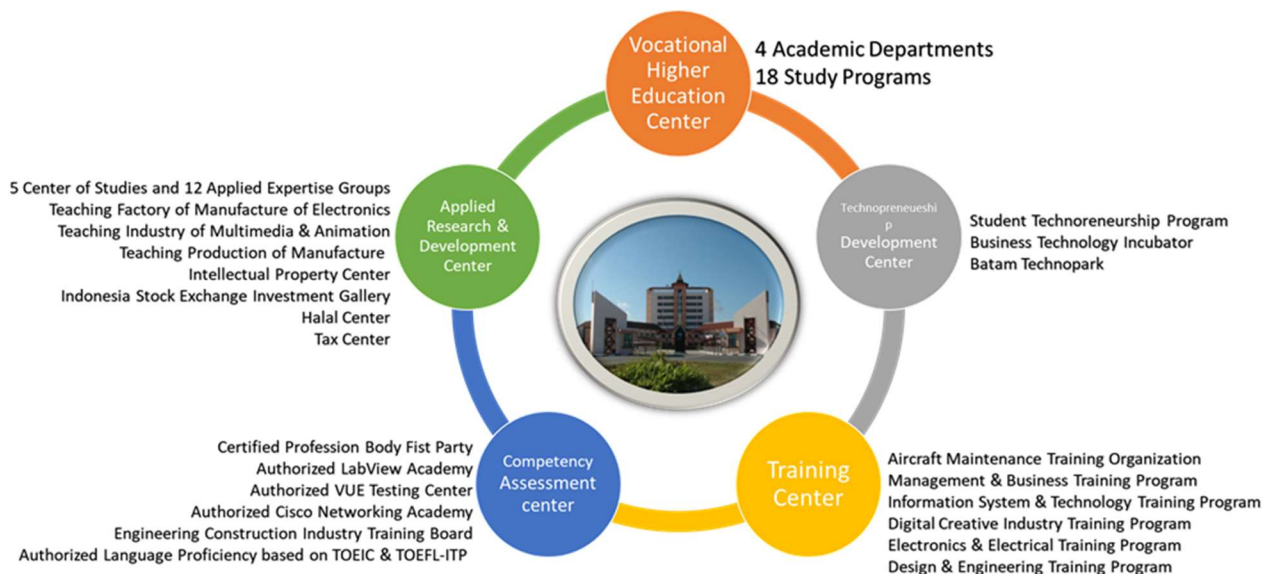 Vocational
Higher
Education
Center
4 Academic Departments
18 Study Programs
5 Center of Studies and 12 Applied Expertise Groups
Teaching Factory of Manufacture of Electronics
Teaching Industry of Multimedia & Animation
Teaching Production of Manufacture
Intellectual Property Center
Indonesia Stock Exchange Investment Gallery
Halal Center
Tax Center
Applied
Research &
Development
Center
Technopreneueshi
p
Development
Center
Student Technoreneurship Program
Business Technology Incubator
Batam Technopark
Certified Profession Body Fist Party
Authorized LabView Academy
Authorized VUE Testing Center
Authorized Cisco Networking Academy
Engineering Construction Industry Training Board
Authorized Language Proficiency based on TOEIC & TOEFL-ITP
Competency
Assessment
center
Training
Center
Aircraft Maintenance Training Organization
Management & Business Training Program
Information System & Technology Training Program
Digital Creative Industry Training Program
Electronics & Electrical Training Program
Design & Engineering Training Program